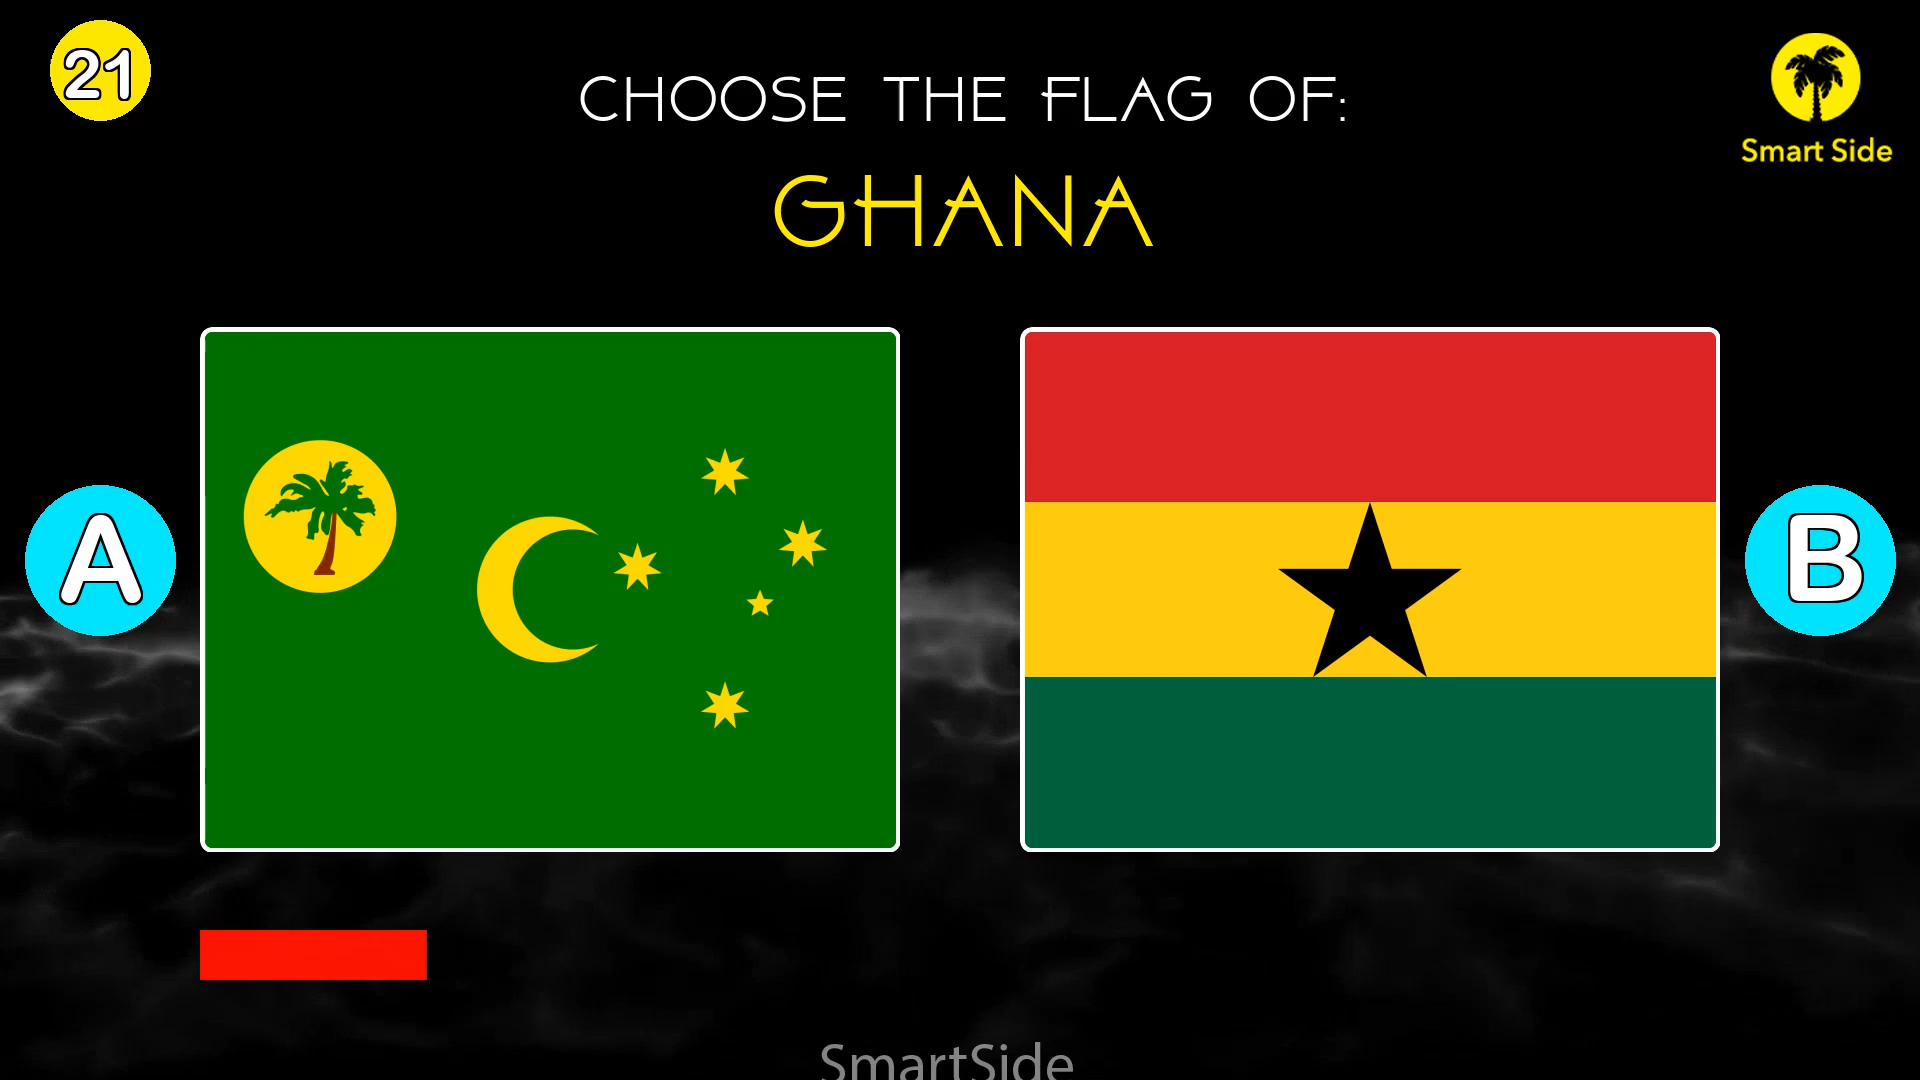 21
CHOOSE THE FLAG OF:
Smart Side
GHANA
A
B
SmartSide